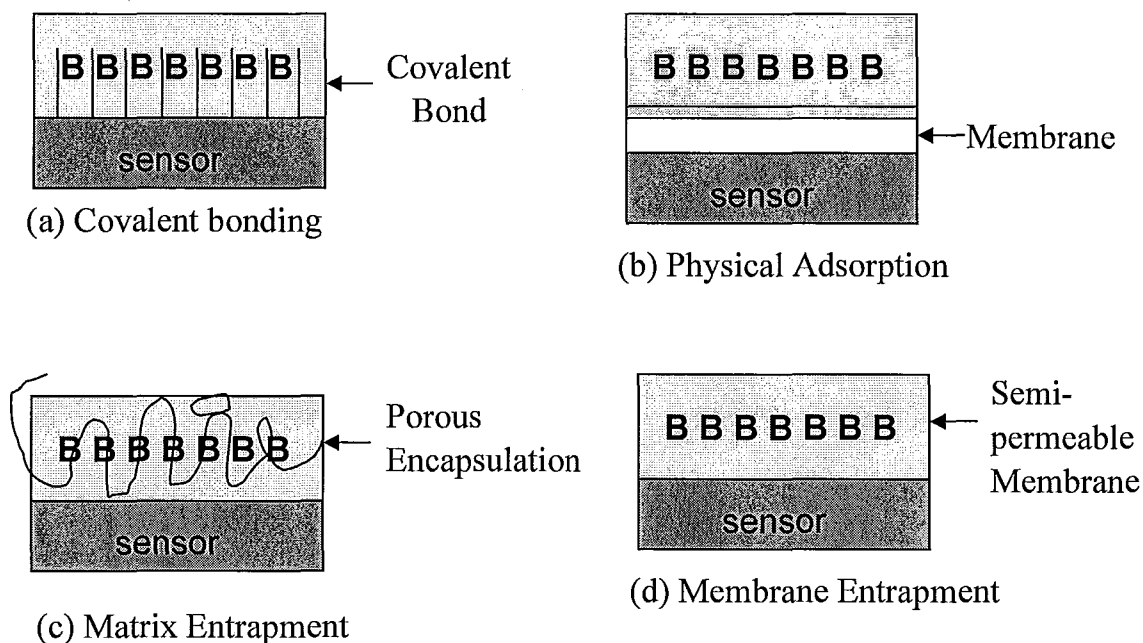 B B B B B B B
Covalent
Bond
sensor
(a) Covalent bonding
B B B B B B B
Membrane
sensor
(b) Physical Adsorption
B B B B B B B
Porous
Encapsulation
sensor
(c) Matrix Entrapment
B B B B B B B
Semi-
permeable
Membrane
sensor
(d) Membrane Entrapment